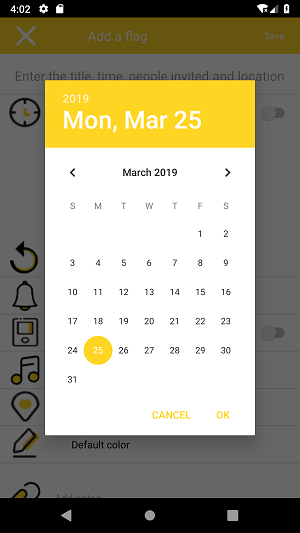 4:02
Add a flag
Save
Enter the title, time, people invited and location
2019
Mon, Mar 25
March 2019
S M T W T F S
1 2
3 4 5 6 7 8 9
10 11 12 13 14 15 16
17 18 19 20 21 22 23
24 25 26 27 28 29 30
31
CANCEL OK
Default color
Add notes